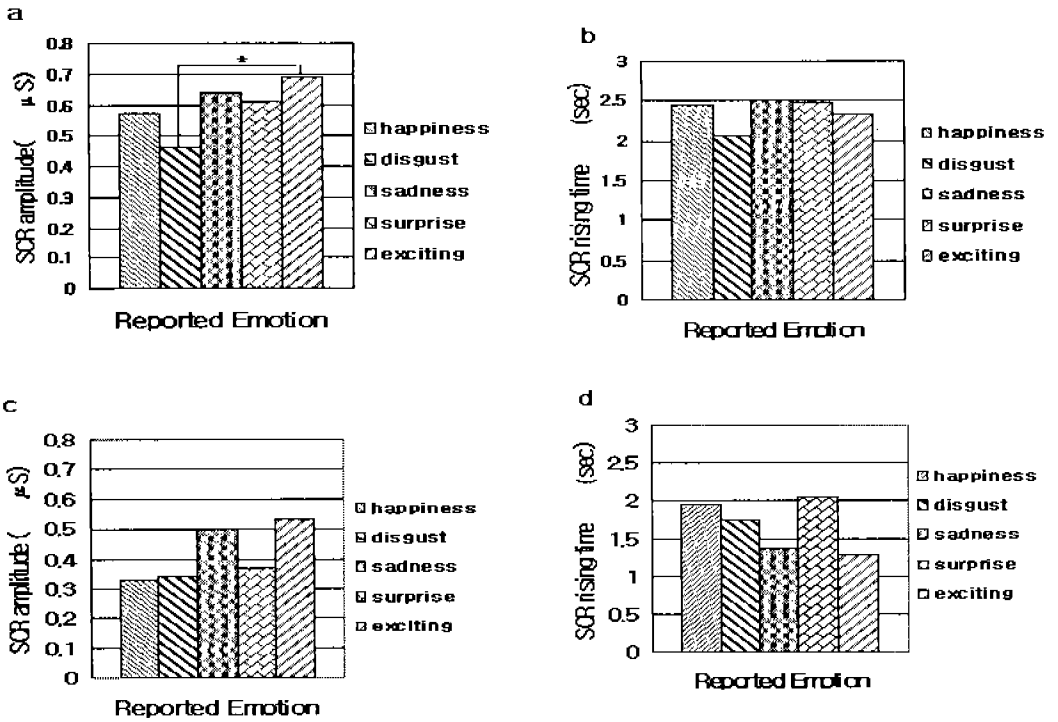 a
0.8
0.7
0.6
0.5
0.4
0.3
0.2
0.1
0
SCR amplitude( μS)
*
happiness
disgust
sadness
surprise
exciting
Reported Emotion
b
3
2.5
2
1.5
1
0.5
0
SCR rising time (sec)
happiness
disgust
sadness
surprise
exciting
Reported Emotion
c
0.8
0.7
0.6
0.5
0.4
0.3
0.2
0.1
0
SCR amplitude( μS)
happiness
disgust
sadness
surprise
exciting
Reported Emotion
d
3
2.5
2
1.5
1
0.5
0
SCR rising time (sec)
happiness
disgust
sadness
surprise
exciting
Reported Emotion